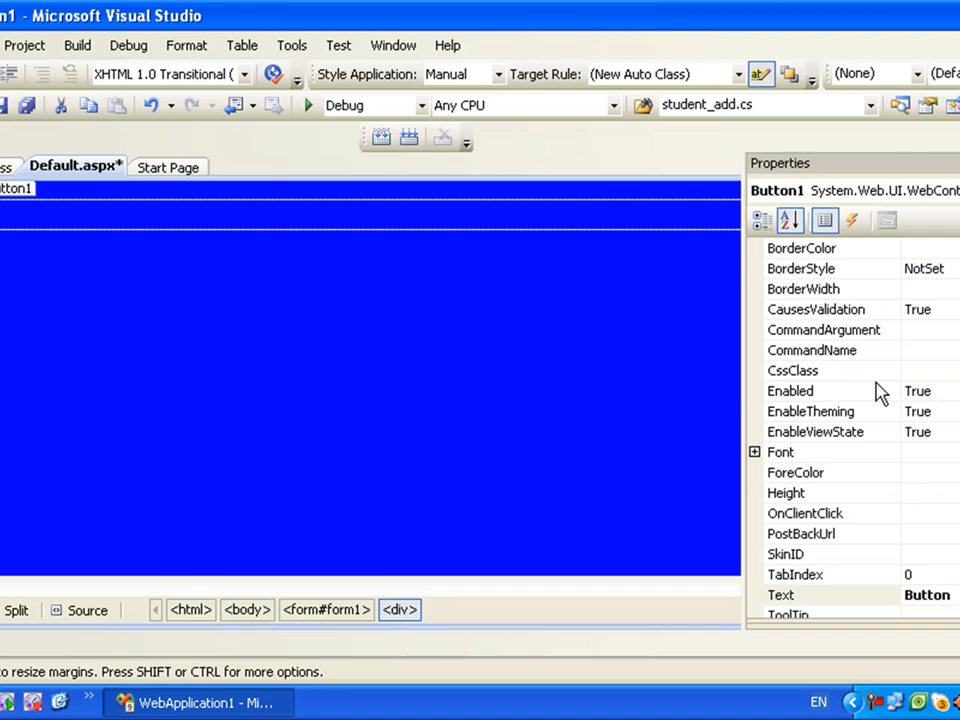 n1 - Microsoft Visual Studio
Project Build Debug Format Table Tools Test Window Help
XHTML 1.0 Transitional ( Style Application: Manual Target Rule: (New Auto Class) (None) (Defa
Debug Any CPU student_add.cs
ss Default.aspx* Start Page
Properties
utton1
Button1 System.Web.UI.WebCont
BorderColor
BorderStyle NotSet
BorderWidth
CausesValidation True
CommandArgument
CommandName
CssClass
Enabled True
EnableTheming True
EnableViewState True
Font
ForeColor
Height
OnClientClick
PostBackUrl
SkinID
TabIndex 0
Text Button
ToolTip
Split Source <html> <body> <form#form1> <div>
to resize margins. Press SHIFT or CTRL for more options.
WebApplication1 - Mi... EN